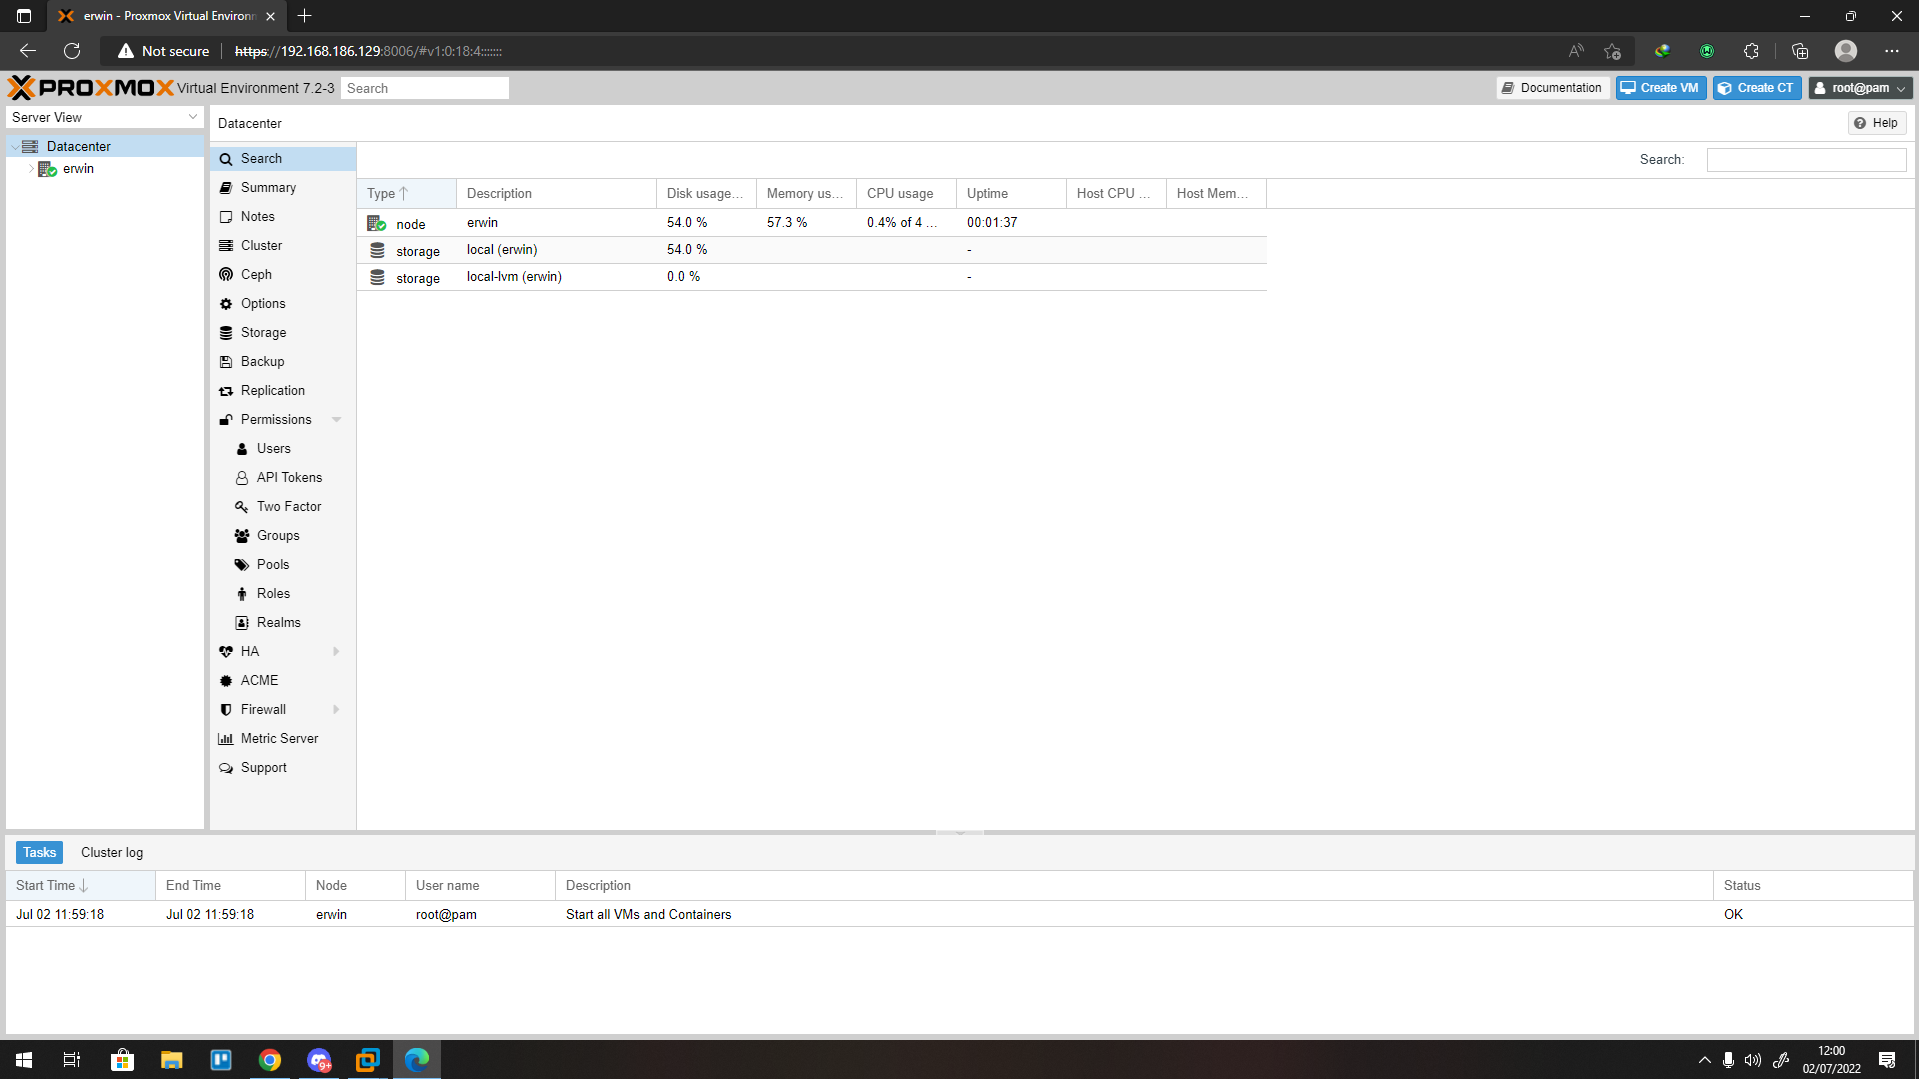 erwin - Proxmox Virtual Environm
Not secure
https://192.168.186.129:8006/#v1:0:18:4:::::::
PROXMOX Virtual Environment 7.2-3 Search
Documentation Create VM Create CT root@pam
Server View
Datacenter
erwin
Datacenter
Help
Search
Summary
Notes
Cluster
Ceph
Options
Storage
Backup
Replication
Permissions
Users
API Tokens
Two Factor
Groups
Pools
Roles
Realms
HA
ACME
Firewall
Metric Server
Support
Search:
Type Description Disk usage... Memory us... CPU usage Uptime Host CPU ... Host Mem...
node erwin 54.0 % 57.3 % 0.4% of 4 ... 00:01:37
storage local (erwin) 54.0 % -
storage local-lvm (erwin) 0.0 % -
Tasks Cluster log
Start Time End Time Node User name Description Status
Jul 02 11:59:18 Jul 02 11:59:18 erwin root@pam Start all VMs and Containers OK
9+
12:00
02/07/2022